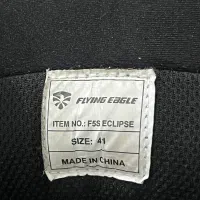 FLYING EAGLE
ITEM NO.: F5S ECLIPSE
SIZE: 41
MADE IN CHINA